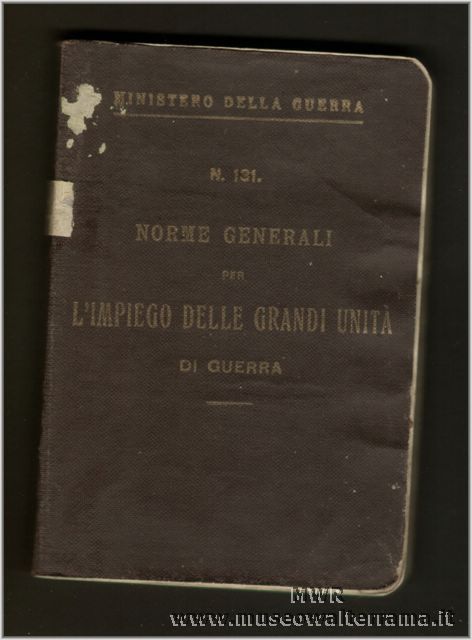 MINISTERO DELLA GUERRA
N. 131.
NORME GENERALI
PER
L'IMPIEGO DELLE GRANDI UNITÀ
DI GUERRA
MWR
www.museowalterrama.it